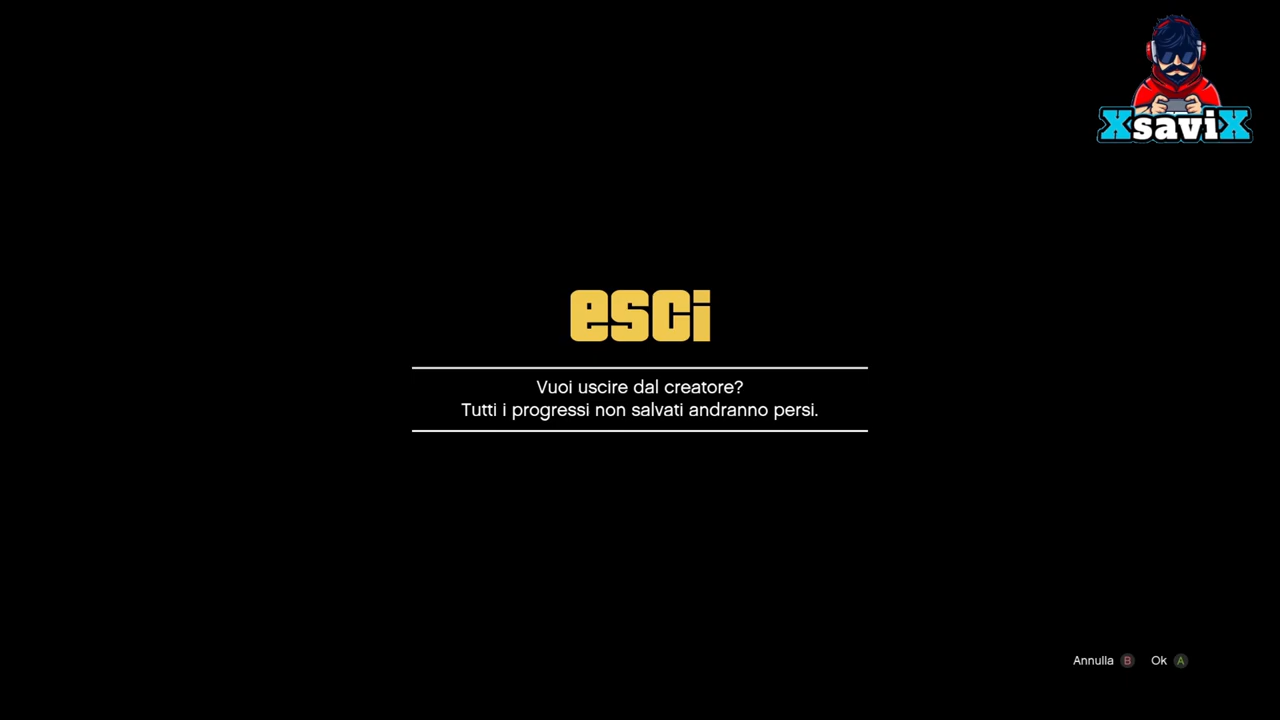 XsaviX
esci
Vuoi uscire dal creatore?
Tutti i progressi non salvati andranno persi.
Annulla B Ok A